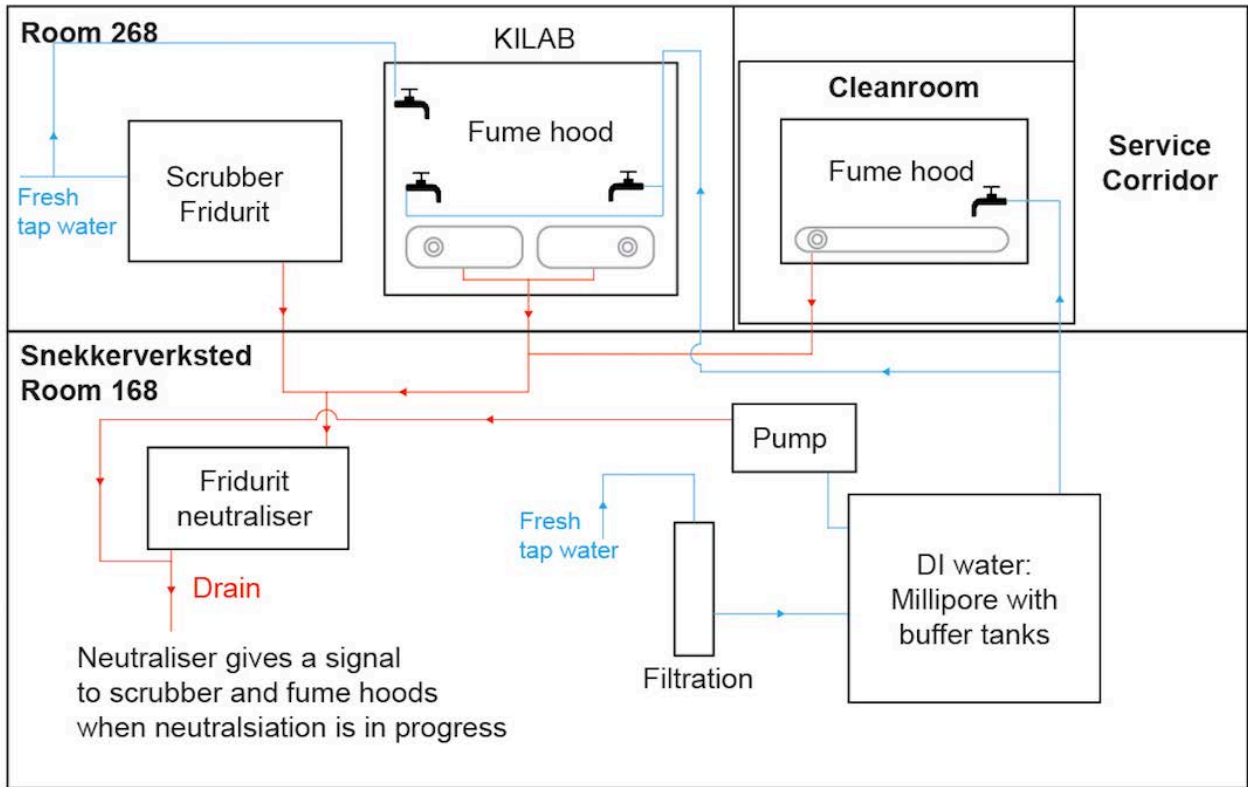 Room 268
KILAB
Cleanroom
Service
Corridor
Fume hood
Fume hood
Scrubber
Fridurit
Fresh
tap water
Snekkerverksted
Room 168
Pump
Fridurit
neutraliser
Fresh
tap water
DI water:
Millipore with
buffer tanks
Drain
Filtration
Neutraliser gives a signal
to scrubber and fume hoods
when neutralsiation is in progress